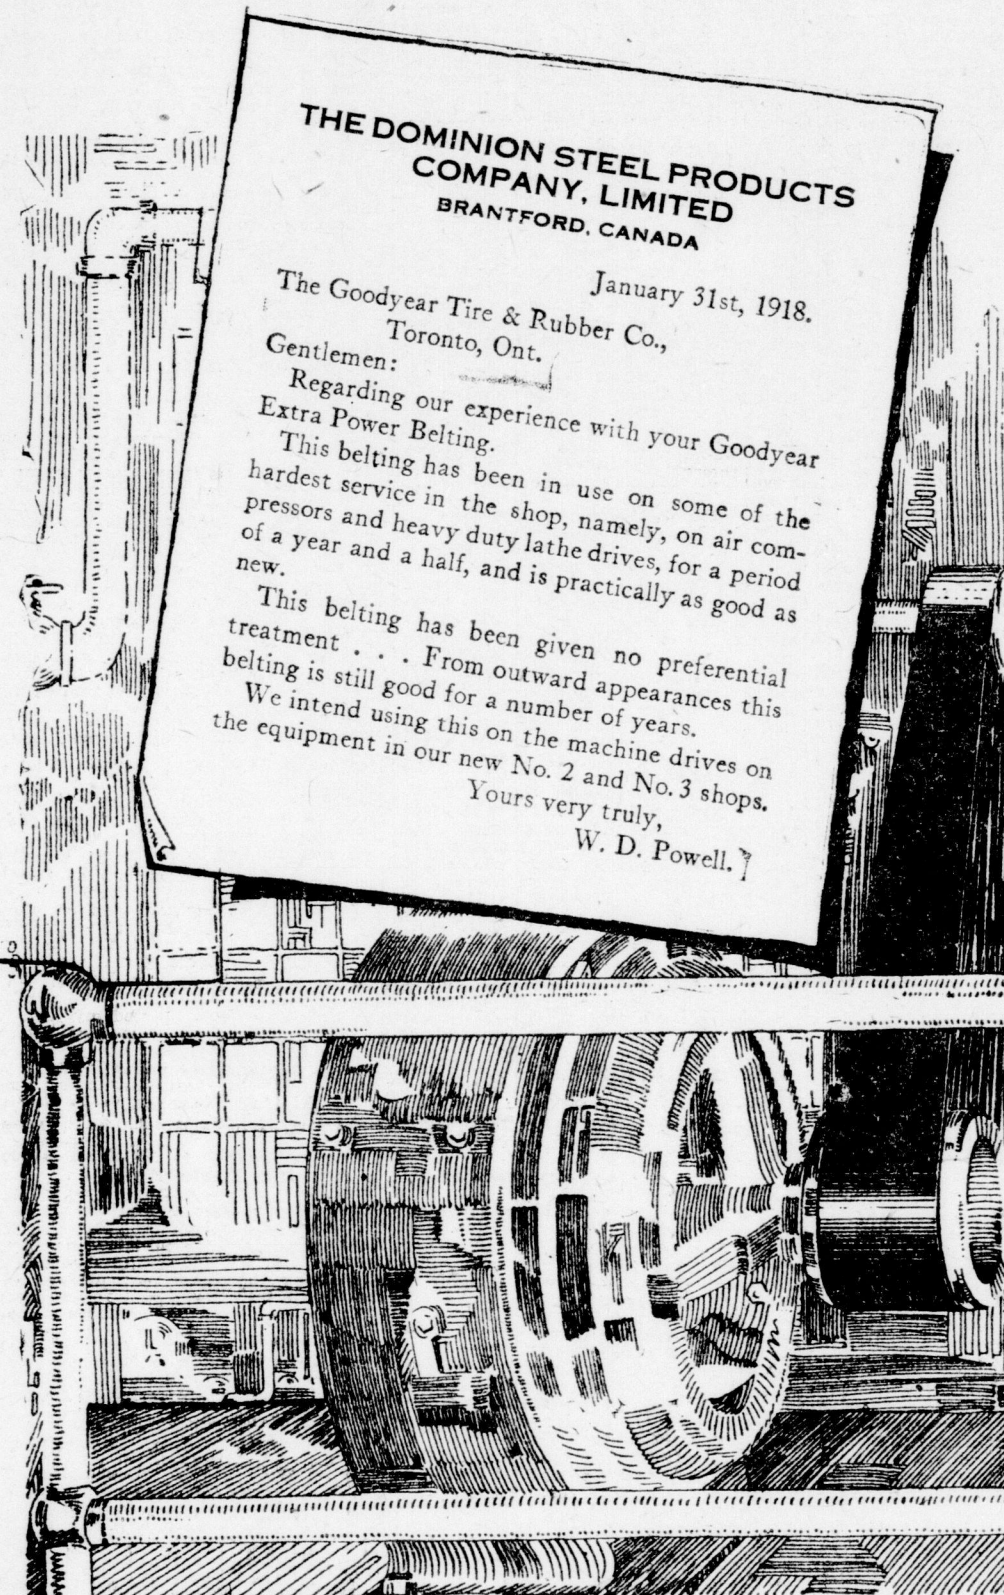 THE DOMINION STEEL PRODUCTS
COMPANY, LIMITED
BRANTFORD, CANADA
January 31st, 1918.
The Goodyear Tire & Rubber Co.,
Toronto, Ont.
Gentlemen:
Regarding our experience with your Goodyear
Extra Power Belting.
This belting has been in use on some of the
hardest service in the shop, namely, on air com-
pressors and heavy duty lathe drives, for a period
of a year and a half, and is practically as good as
new.
This belting has been given no preferential
treatment . . . From outward appearances this
belting is still good for a number of years.
We intend using this on the machine drives on
the equipment in our new No. 2 and No. 3 shops.
Yours very truly,
W. D. Powell.